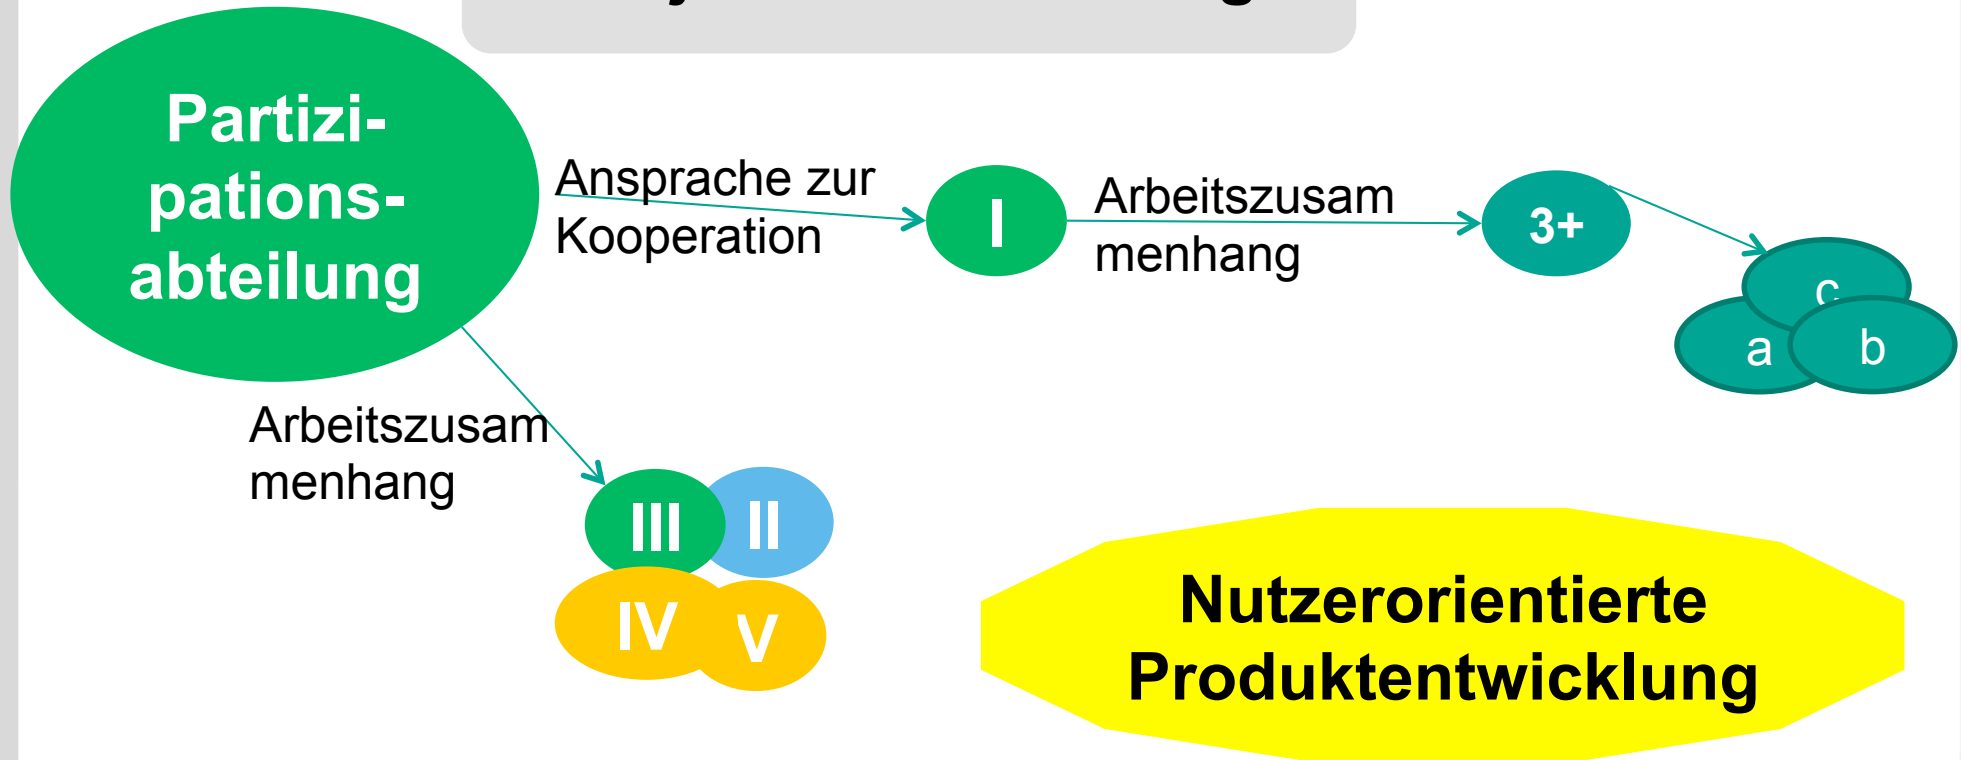 Partizi-
pations-
abteilung
Ansprache zur
Kooperation
I
Arbeitszusam
menhang
3+
c
a
b
Arbeitszusam
menhang
III
II
IV
V
Nutzerorientierte
Produktentwicklung